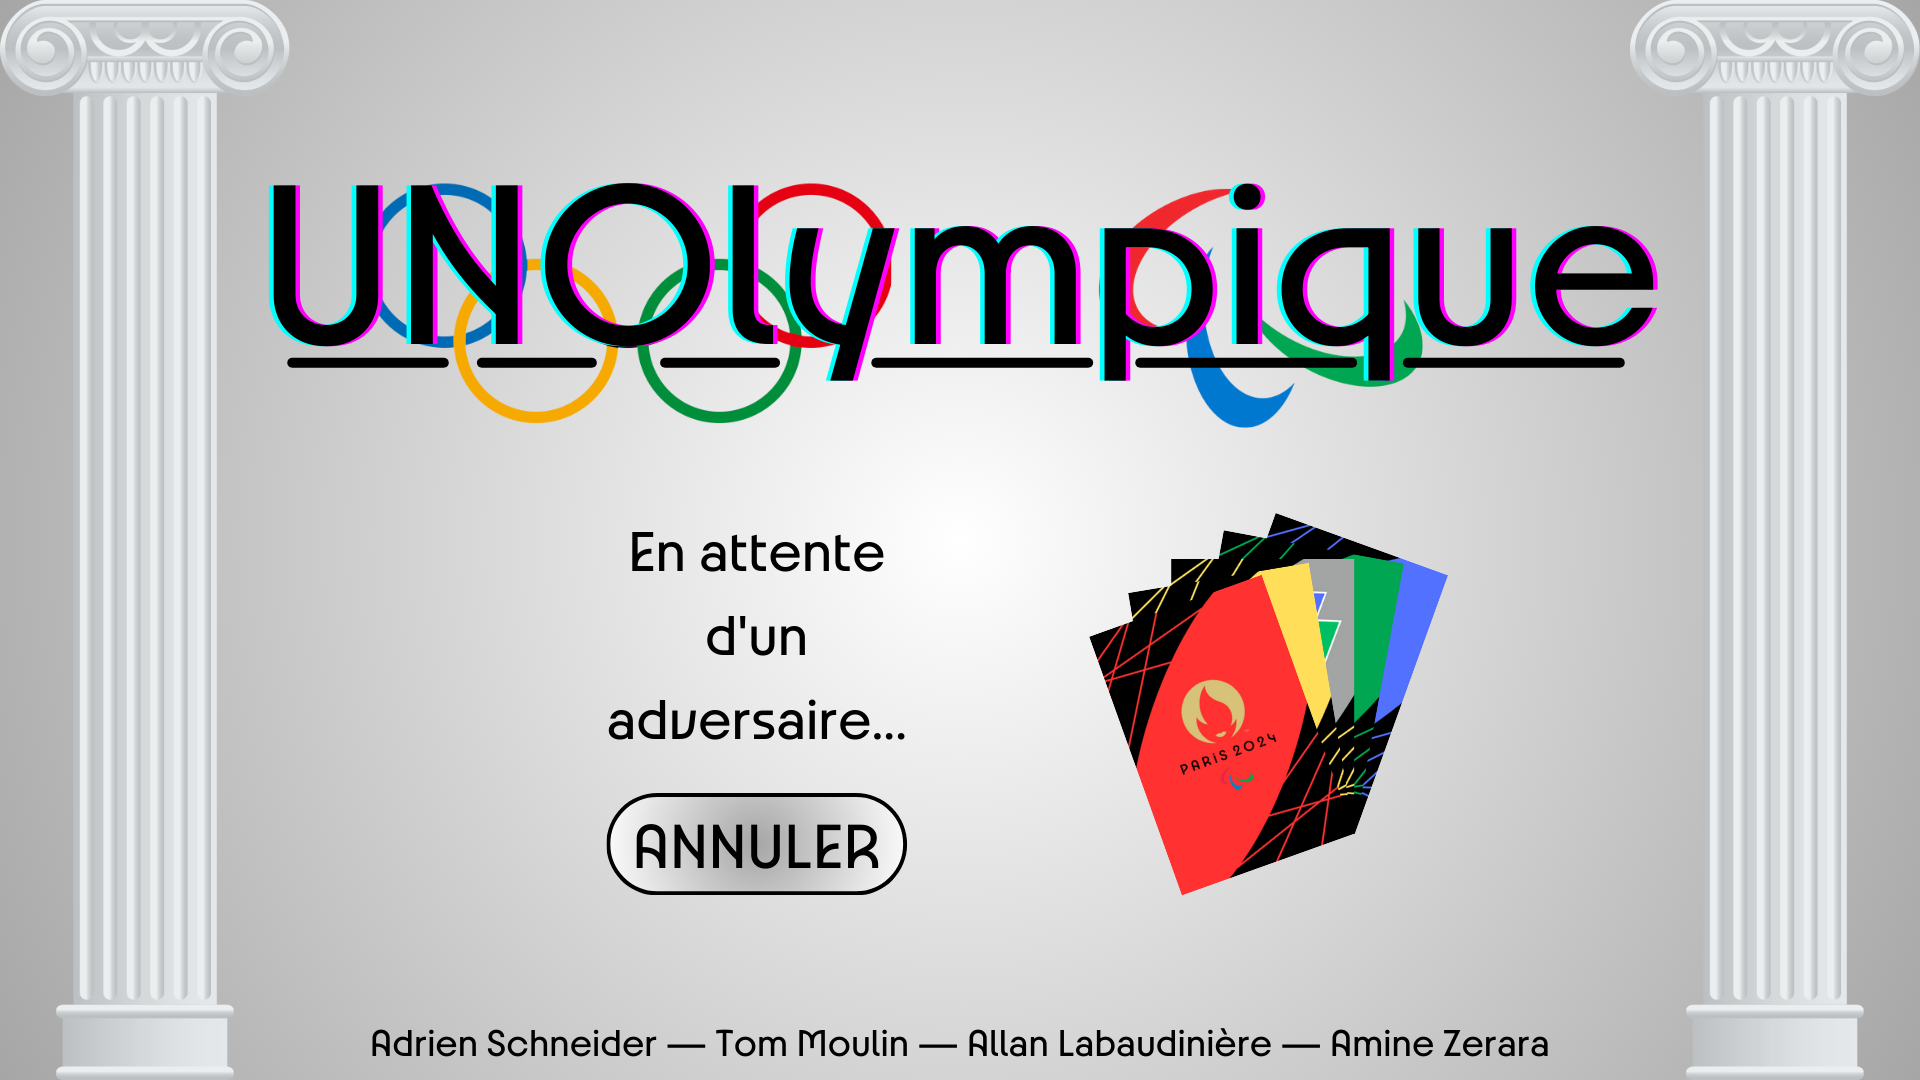 UNOlympique
En attente
d'un
adversaire...
PARIS 2024
ANNULER
Adrien Schneider — Tom Moulin — Allan Labaudinière — Amine Zerara